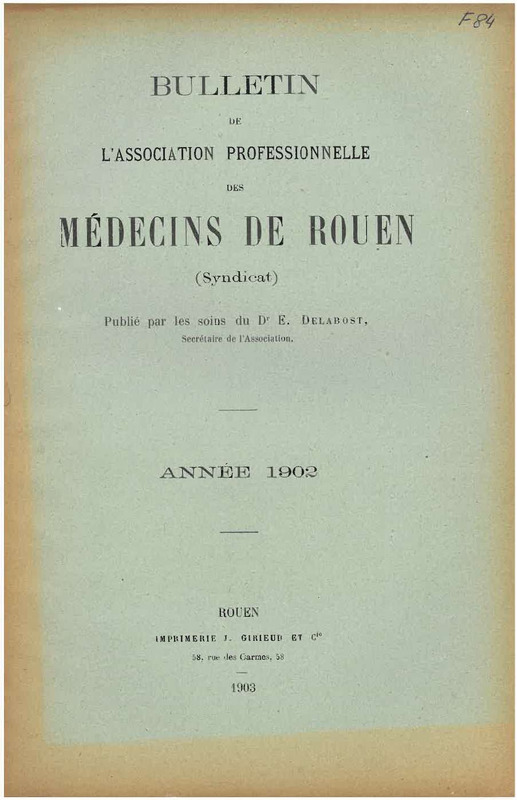 F84
BULLETIN
DE
L'ASSOCIATION PROFESSIONNELLE
DES
MÉDECINS DE ROUEN
(Syndicat)
Publié par les soins du Dr E. DELABOST,
Secrétaire de l'Association.
ANNÉE 1902
ROUEN
IMPRIMERIE J. GIRIEUD ET Cie
58, rue des Carmes, 58
1903